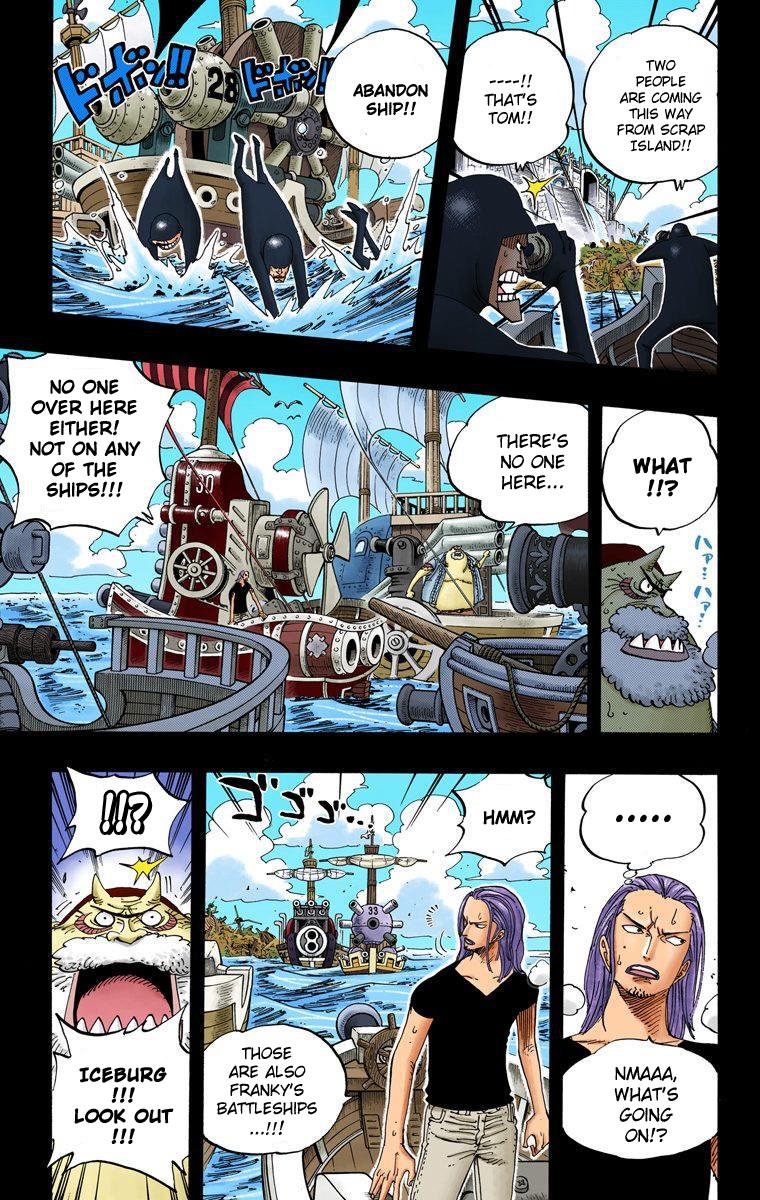 TWO
PEOPLE
ARE COMING
THIS WAY
FROM SCRAP
ISLAND!!
----!!
THAT'S
TOM!!
ABANDON
SHIP!!
ドボン!!
28
ドボン!!
WHAT
!!?
ハァ…ハァ…
THERE'S
NO ONE
HERE...
NO ONE
OVER HERE
EITHER!
NOT ON ANY
OF THE
SHIPS!!!
30
.....
NMAAA,
WHAT'S
GOING
ON!?
HMM?
ゴゴゴ…
33
8
THOSE
ARE ALSO
FRANKY'S
BATTLESHIPS
...!!!
!!?
ICEBURG
!!!
LOOK OUT
!!!